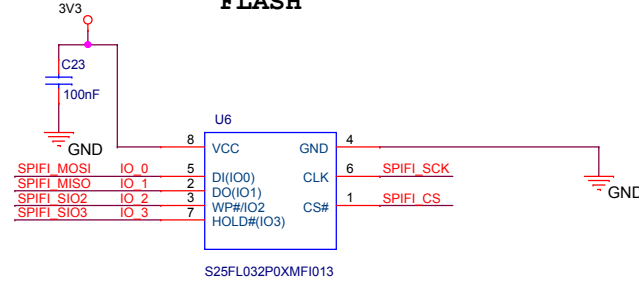 FLASH
3V3
C23
100nF
GND
U6
8 VCC GND 4
SPIFI_MOSI IO_0 5 DI(IO0) CLK 6 SPIFI_SCK
SPIFI_MISO IO_1 2 DO(IO1)
SPIFI_SIO2 IO_2 3 WP#/IO2 CS# 1 SPIFI_CS
SPIFI_SIO3 IO_3 7 HOLD#(IO3)
GND
S25FL032P0XMFI013